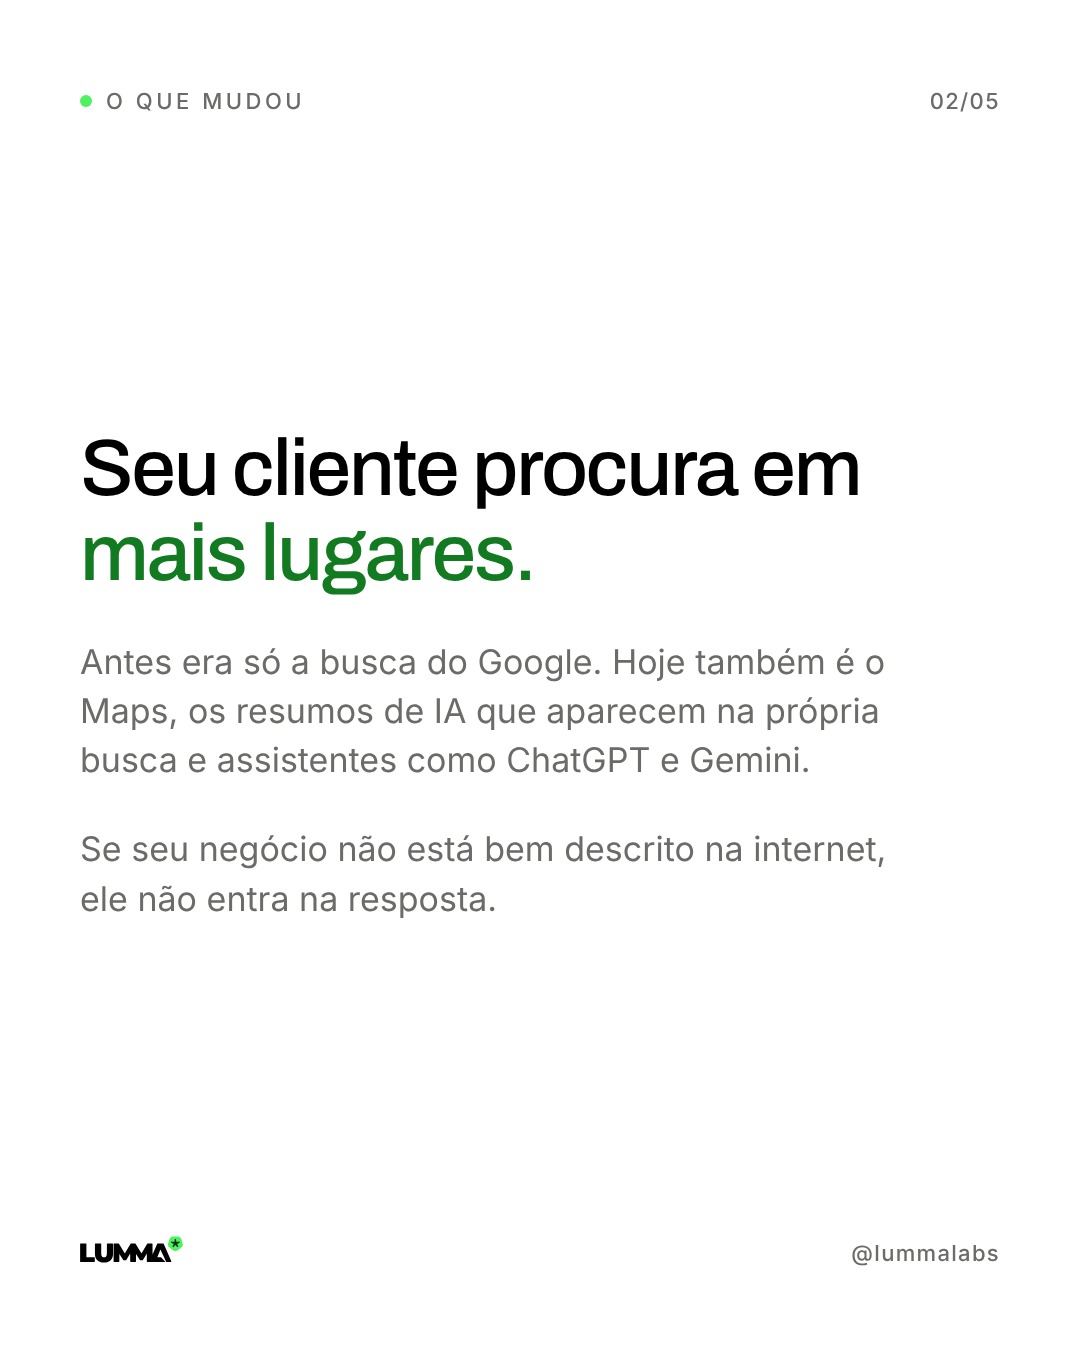 O QUE MUDOU
02/05
Seu cliente procura em
mais lugares.
Antes era só a busca do Google. Hoje também é o
Maps, os resumos de IA que aparecem na própria
busca e assistentes como ChatGPT e Gemini.
Se seu negócio não está bem descrito na internet,
ele não entra na resposta.
LUMMA
@lummalabs